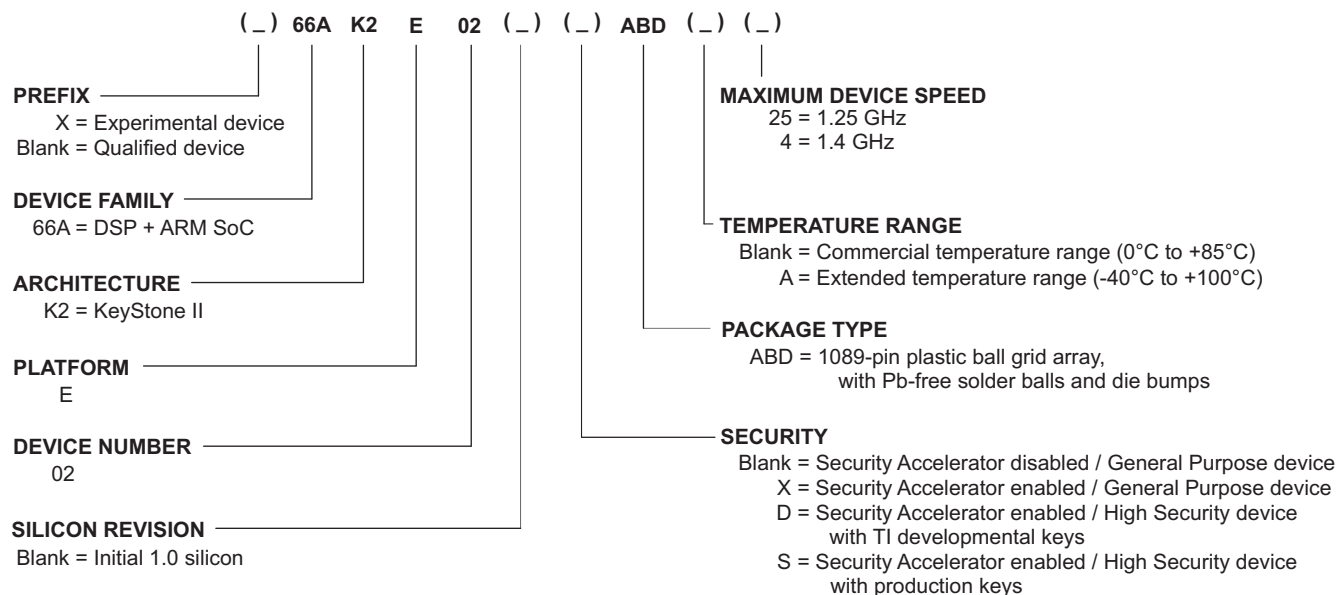 ( _ ) 66A K2 E 02 ( _ ) ( _ ) ABD ( _ ) ( _ )
PREFIX
X = Experimental device
Blank = Qualified device
DEVICE FAMILY
66A = DSP + ARM SoC
ARCHITECTURE
K2 = KeyStone II
PLATFORM
E
DEVICE NUMBER
02
SILICON REVISION
Blank = Initial 1.0 silicon
MAXIMUM DEVICE SPEED
25 = 1.25 GHz
4 = 1.4 GHz
TEMPERATURE RANGE
Blank = Commercial temperature range (0°C to +85°C)
A = Extended temperature range (-40°C to +100°C)
PACKAGE TYPE
ABD = 1089-pin plastic ball grid array,
with Pb-free solder balls and die bumps
SECURITY
Blank = Security Accelerator disabled / General Purpose device
X = Security Accelerator enabled / General Purpose device
D = Security Accelerator enabled / High Security device
with TI developmental keys
S = Security Accelerator enabled / High Security device
with production keys